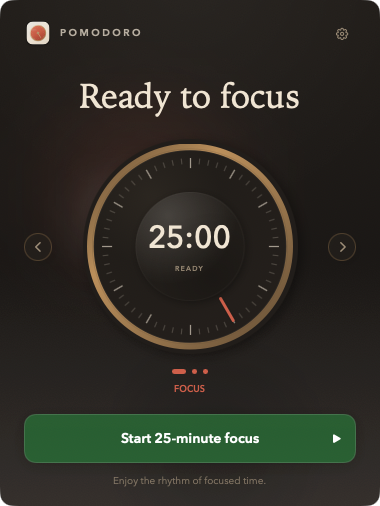 POMODORO
Ready to focus
25:00
READY
FOCUS
Start 25-minute focus
Enjoy the rhythm of focused time.